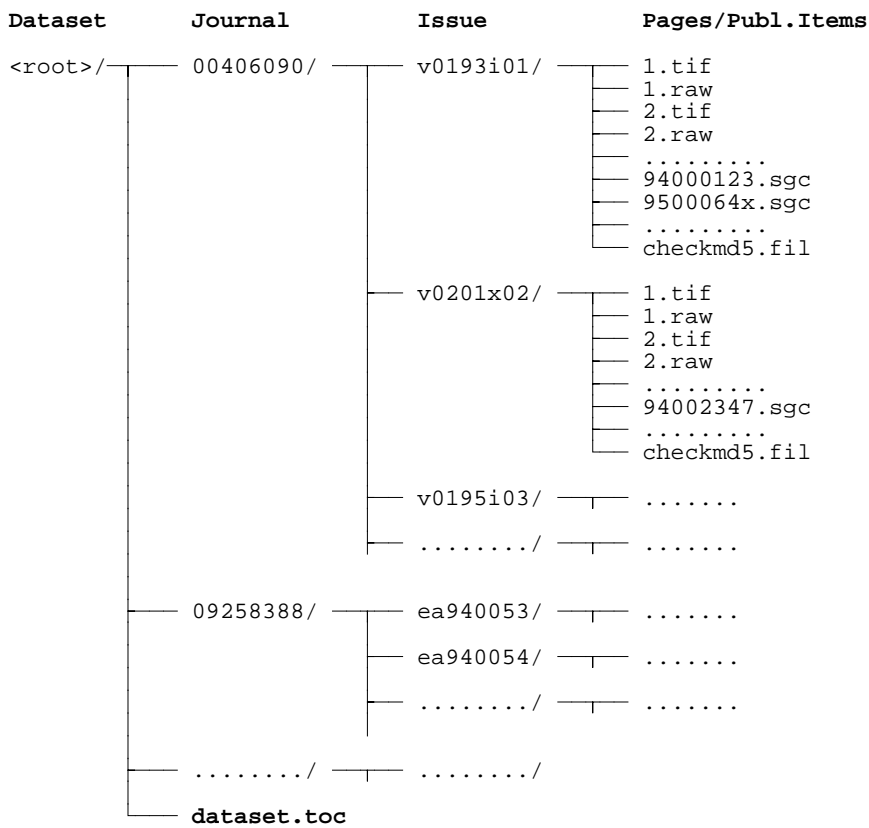 Dataset Journal Issue Pages/Publ.Items
<root>/ 00406090/ v0193i01/ 1.tif
1.raw
2.tif
2.raw
.........
94000123.sgc
9500064x.sgc
.........
checkmd5.fil
v0201x02/ 1.tif
1.raw
2.tif
2.raw
.........
94002347.sgc
.........
checkmd5.fil
v0195i03/ .......
......../ .......
09258388/ ea940053/ .......
ea940054/ .......
......../ .......
......../ ......../
dataset.toc